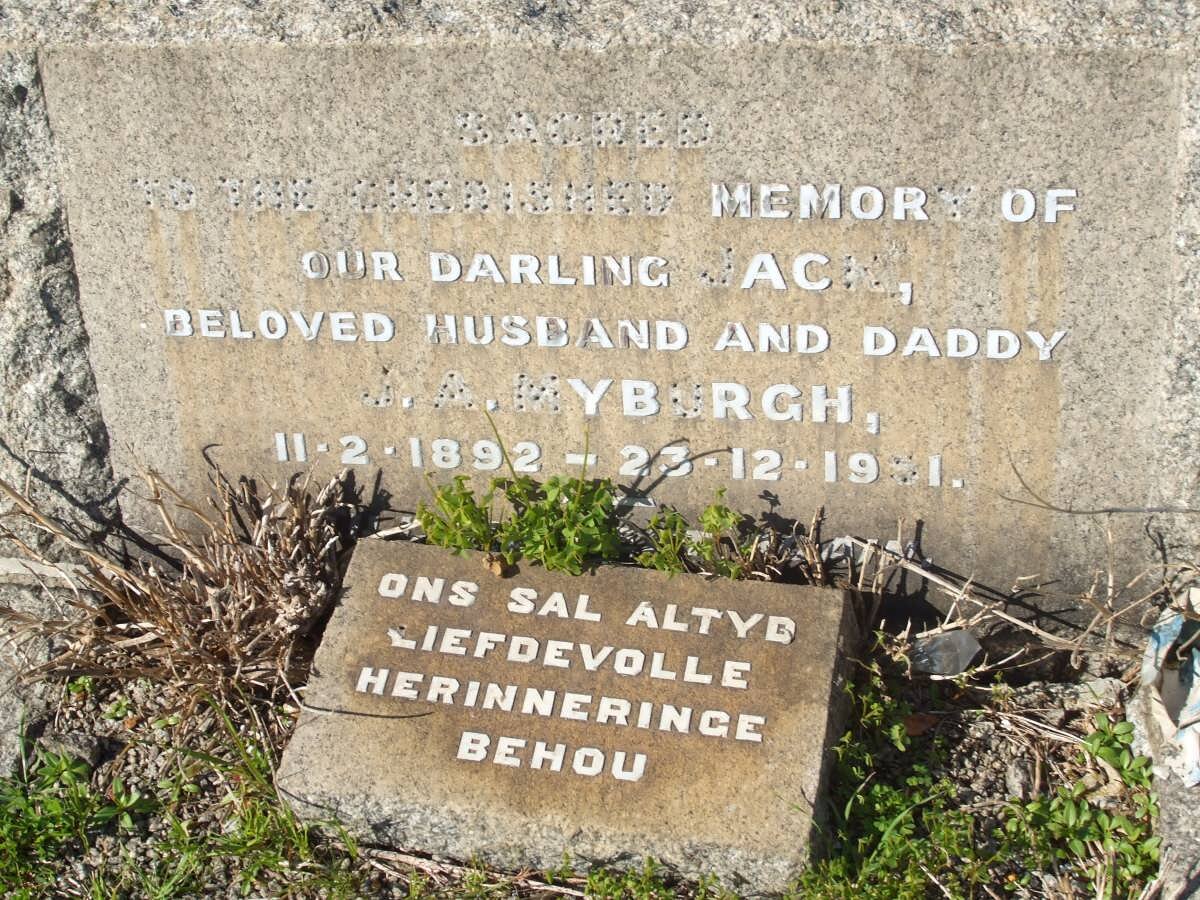 SACRED
TO THE CHERISHED MEMORY OF
OUR DARLING JACK,
BELOVED HUSBAND AND DADDY
J. A. MYBURGH,
11-2-1892 - 23-12-1931.
ONS SAL ALTYD
LIEFDEVOLLE
HERINNERINGE
BEHOU